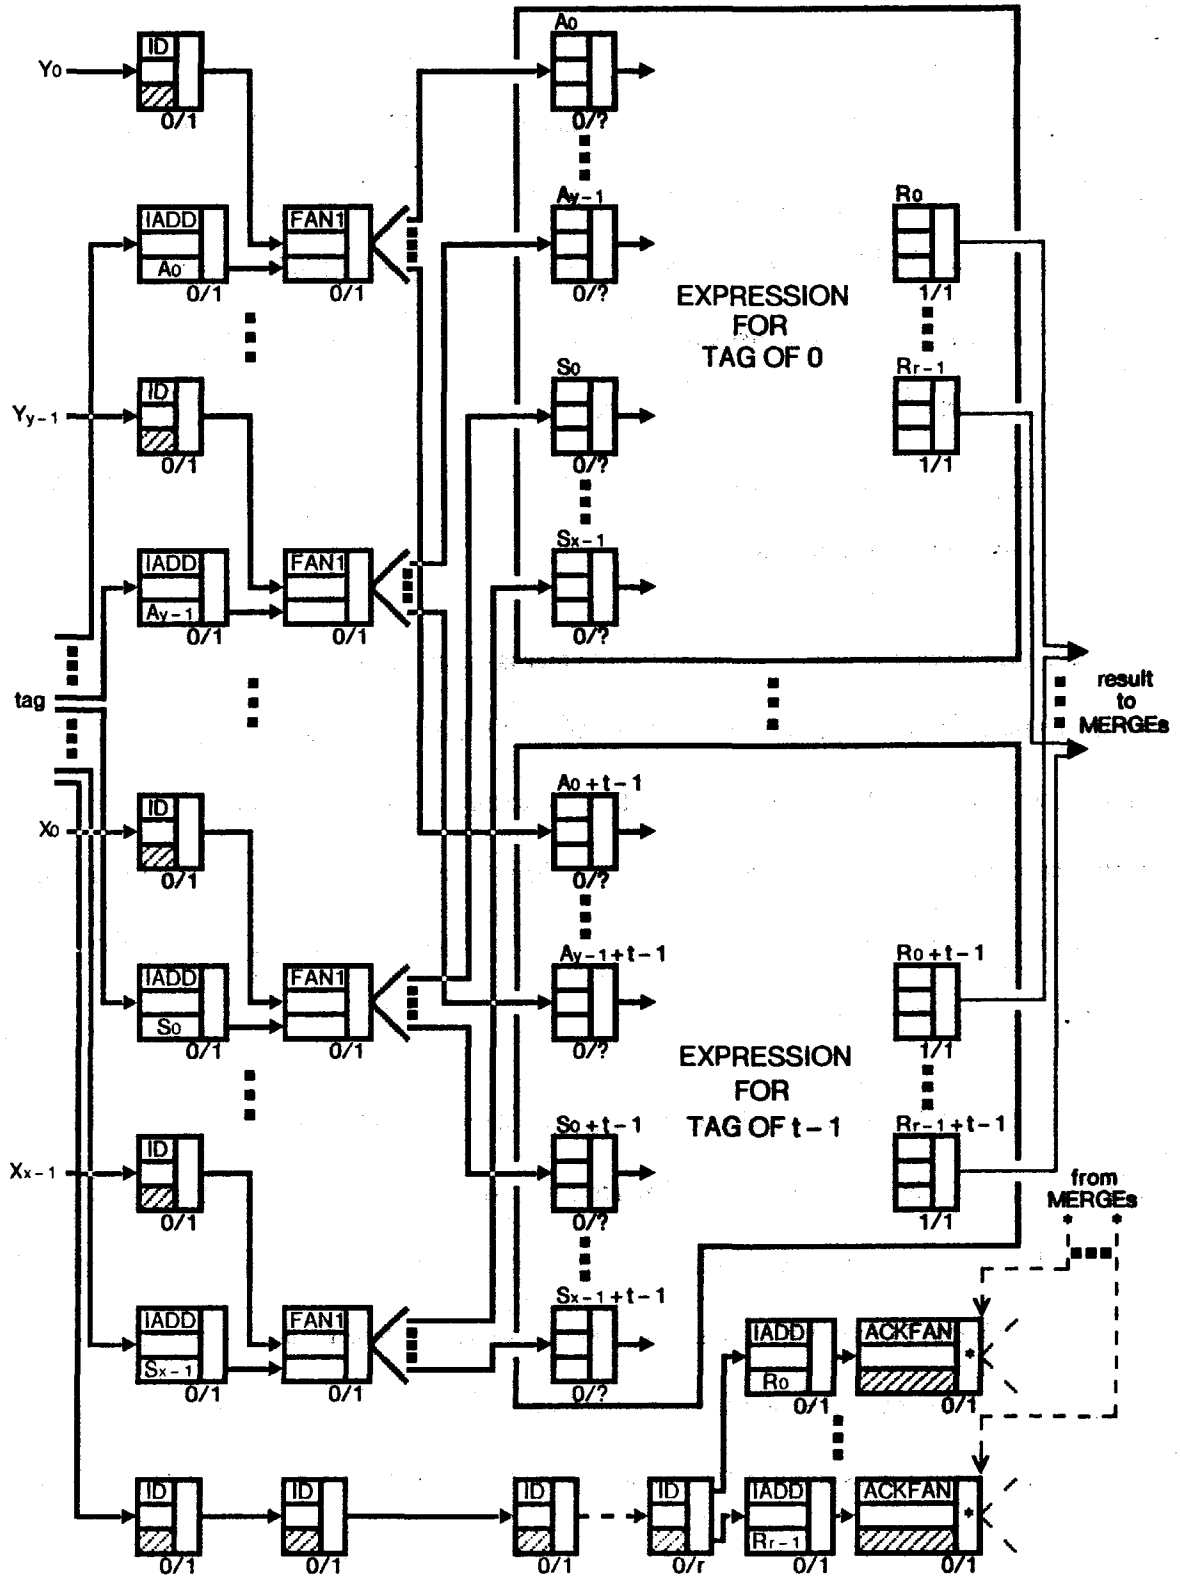 A0
ID
Y0
0/1
0/?
Ay-1
R0
IADD
FAN1
A0
0/1
0/1
0/?
1/1
EXPRESSION
FOR
TAG OF 0
S0
Rr-1
ID
Yy-1
0/1
0/?
1/1
Sx-1
IADD
FAN1
Ay-1
0/1
0/1
0/?
tag
result
to
MERGEs
A0+t-1
ID
X0
0/1
0/?
Ay-1+t-1
R0+t-1
IADD
FAN1
S0
0/1
0/1
0/?
1/1
EXPRESSION
FOR
TAG OF t-1
S0+t-1
Rr-1+t-1
ID
Xx-1
0/1
0/?
1/1
from
MERGEs
* *
Sx-1+t-1
IADD
FAN1
Sx-1
0/1
0/1
0/?
IADD
ACKFAN
*
R0
0/1
0/1
ID
ID
ID
ID
IADD
ACKFAN
*
Rr-1
0/1
0/1
0/1
0/r
0/1
0/1